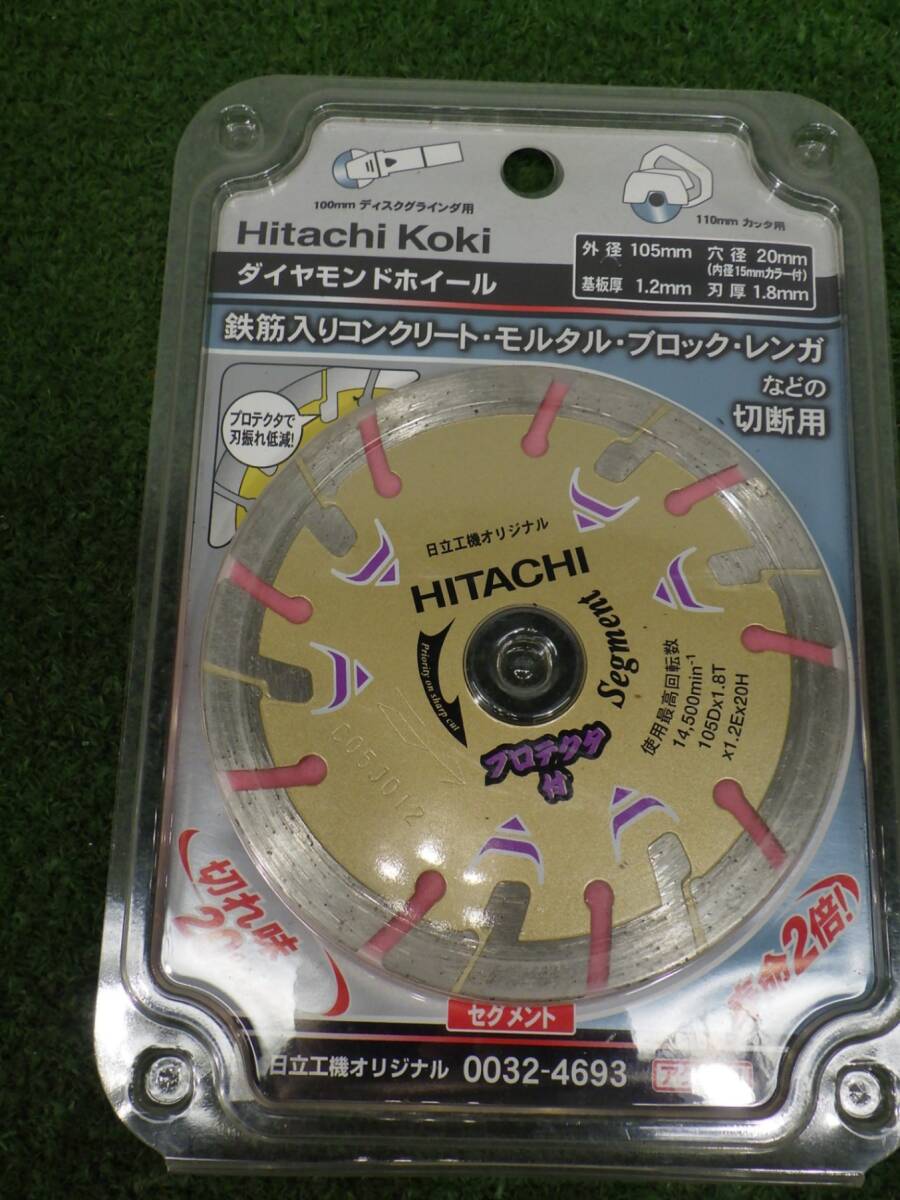 100mm ディスクグラインダ用
110mm カッタ用
Hitachi Koki
ダイヤモンドホイール
外径 105mm 穴径 20mm
(内径15mmカラー付)
基板厚 1.2mm 刃厚 1.8mm
鉄筋入りコンクリート・モルタル・ブロック・レンガ
などの
切断用
プロテクタで
刃振れ低減!
日立工機オリジナル
HITACHI
Segment
Priority on sharp cut
プロテクタ
使用最高回転数
14,500min⁻¹
105Dx1.8T
x1.2Ex20H
C05J012
切れ味
命2倍!
セグメント
日立工機オリジナル 0032-4693